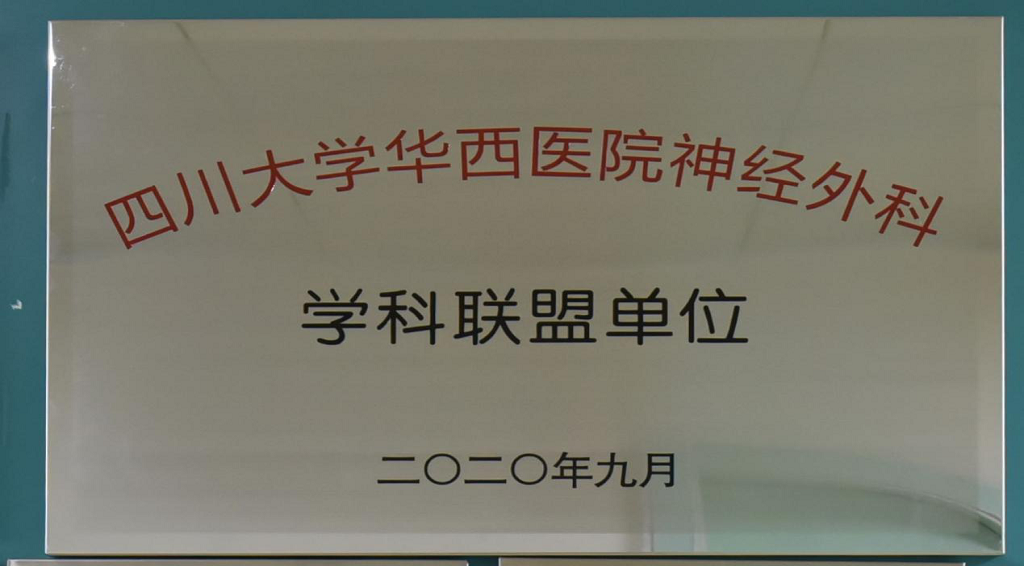 四川大学华西医院神经外科
学科联盟单位
二〇二〇年九月